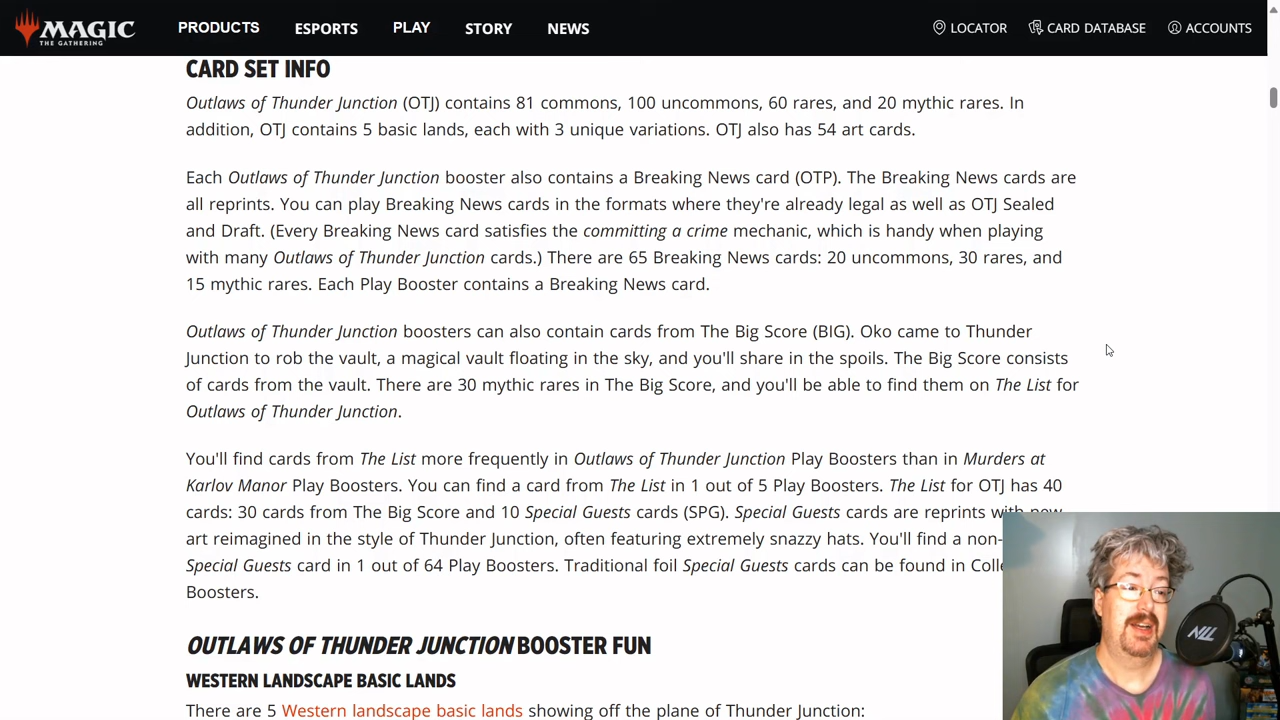 MAGIC
THE GATHERING
PRODUCTS ESPORTS PLAY STORY NEWS LOCATOR CARD DATABASE ACCOUNTS
CARD SET INFO
Outlaws of Thunder Junction (OTJ) contains 81 commons, 100 uncommons, 60 rares, and 20 mythic rares. In
addition, OTJ contains 5 basic lands, each with 3 unique variations. OTJ also has 54 art cards.
Each Outlaws of Thunder Junction booster also contains a Breaking News card (OTP). The Breaking News cards are
all reprints. You can play Breaking News cards in the formats where they're already legal as well as OTJ Sealed
and Draft. (Every Breaking News card satisfies the committing a crime mechanic, which is handy when playing
with many Outlaws of Thunder Junction cards.) There are 65 Breaking News cards: 20 uncommons, 30 rares, and
15 mythic rares. Each Play Booster contains a Breaking News card.
Outlaws of Thunder Junction boosters can also contain cards from The Big Score (BIG). Oko came to Thunder
Junction to rob the vault, a magical vault floating in the sky, and you'll share in the spoils. The Big Score consists
of cards from the vault. There are 30 mythic rares in The Big Score, and you'll be able to find them on The List for
Outlaws of Thunder Junction.
You'll find cards from The List more frequently in Outlaws of Thunder Junction Play Boosters than in Murders at
Karlov Manor Play Boosters. You can find a card from The List in 1 out of 5 Play Boosters. The List for OTJ has 40
cards: 30 cards from The Big Score and 10 Special Guests cards (SPG). Special Guests cards are reprints with new
art reimagined in the style of Thunder Junction, often featuring extremely snazzy hats. You'll find a non-
Special Guests card in 1 out of 64 Play Boosters. Traditional foil Special Guests cards can be found in Colle
Boosters.
OUTLAWS OF THUNDER JUNCTION BOOSTER FUN
WESTERN LANDSCAPE BASIC LANDS
There are 5 Western landscape basic lands showing off the plane of Thunder Junction: